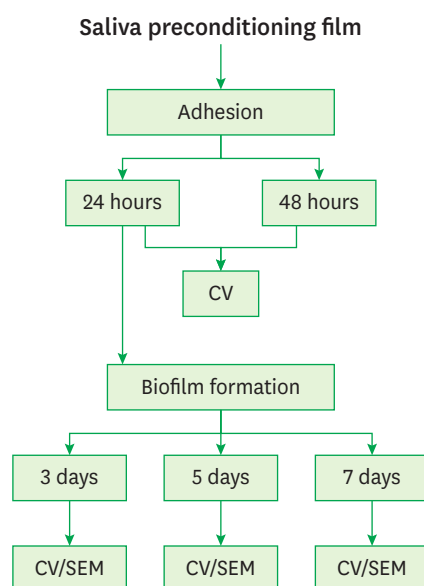 Saliva preconditioning film
Adhesion
24 hours
48 hours
CV
Biofilm formation
3 days
5 days
7 days
CV/SEM
CV/SEM
CV/SEM